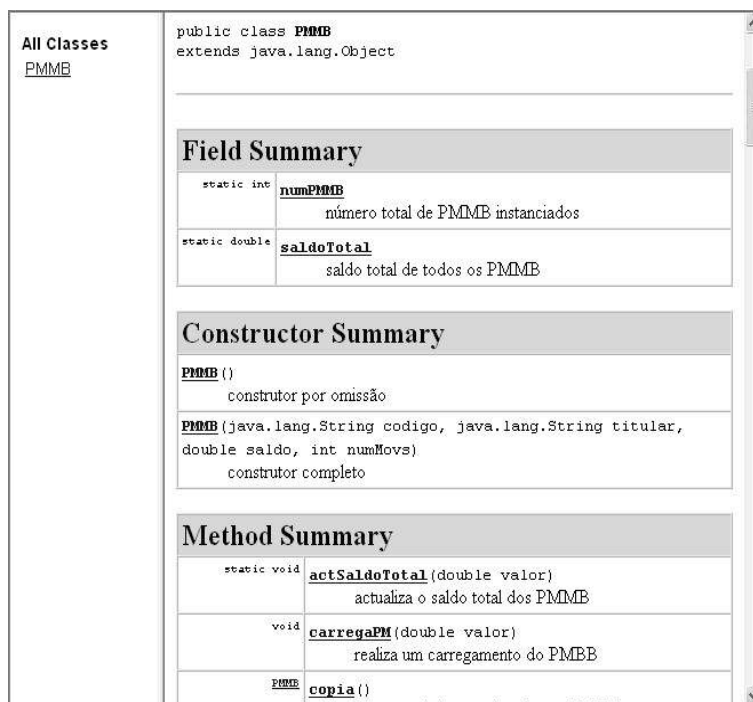 All Classes
PMMB
public class PMMB
extends java.lang.Object
Field Summary
static int numPMMB
número total de PMMB instanciados
static double saldoTotal
saldo total de todos os PMMB
Constructor Summary
PMMB()
construtor por omissão
PMMB(java.lang.String codigo, java.lang.String titular,
double saldo, int numMovs)
construtor completo
Method Summary
static void actSaldoTotal(double valor)
actualiza o saldo total dos PMMB
void carregaPM(double valor)
realiza um carregamento do PMBB
PMMB copia()